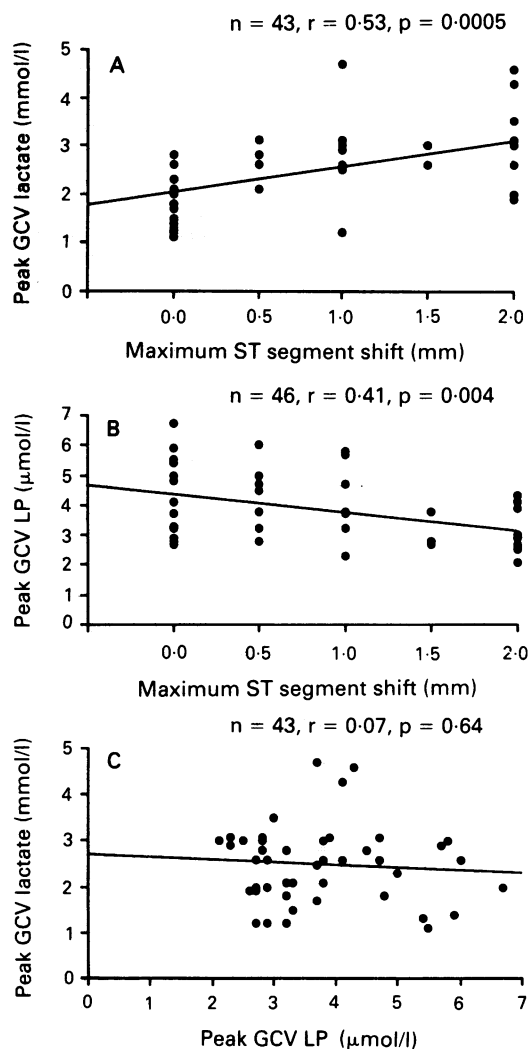 n = 43, r = 0·53, p = 0·0005
A
Peak GCV lactate (mmol/l)
5
4
3
2
1
0
0·0 0·5 1·0 1·5 2·0
Maximum ST segment shift (mm)
n = 46, r = 0·41, p = 0·004
B
Peak GCV LP (μmol/l)
7
6
5
4
3
2
1
0
0·0 0·5 1·0 1·5 2·0
Maximum ST segment shift (mm)
n = 43, r = 0·07, p = 0·64
C
Peak GCV lactate (mmol/l)
5
4
3
2
1
0
0 1 2 3 4 5 6 7
Peak GCV LP (μmol/l)